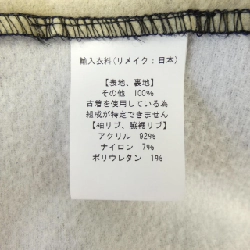 輸入衣料(リメイク:日本)
【表地、裏地】
その他 100%
古着を使用している為
組成が特定できません
【袖リブ、脇裾リブ】
アクリル 92%
ナイロン 7%
ポリウレタン 1%